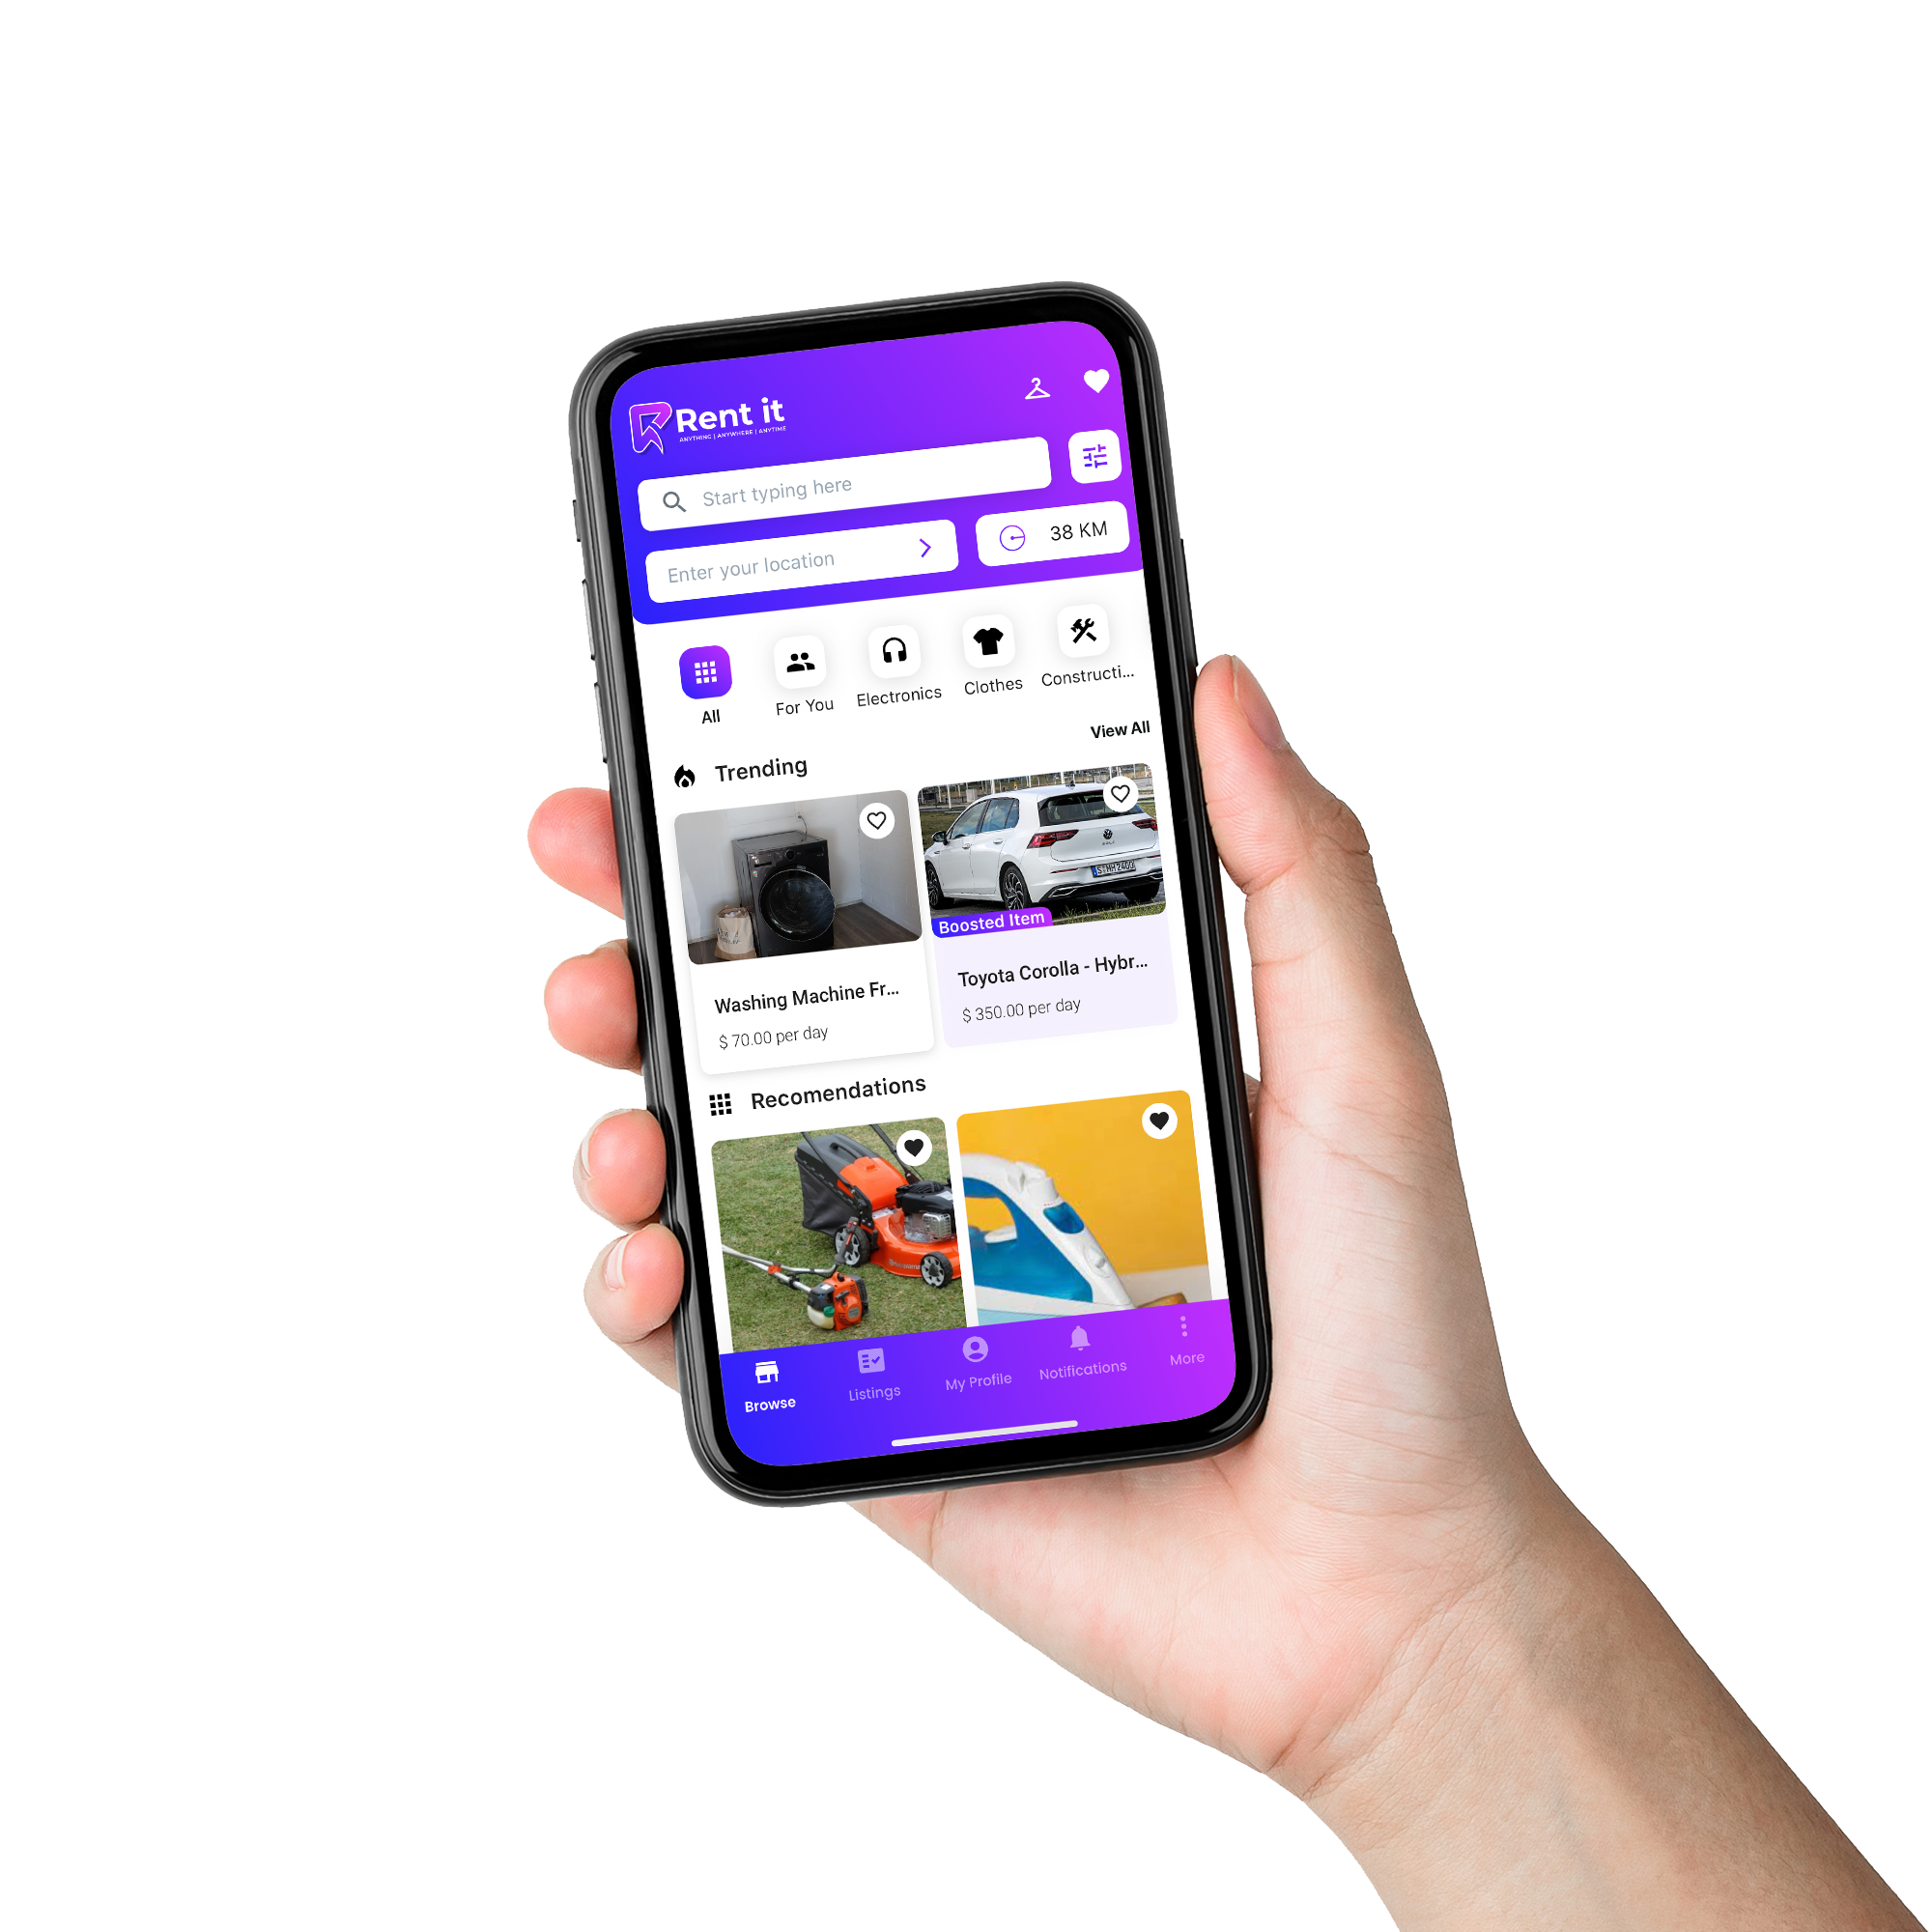 Rent it
ANYTHING | ANYWHERE | ANYTIME
Start typing here
Enter your location
38 KM
All
For You
Electronics
Clothes
Constructi...
View All
Trending
Boosted Item
Washing Machine Fr...
$ 70.00 per day
Toyota Corolla - Hybr...
$ 350.00 per day
Recomendations
Browse
Listings
My Profile
Notifications
More